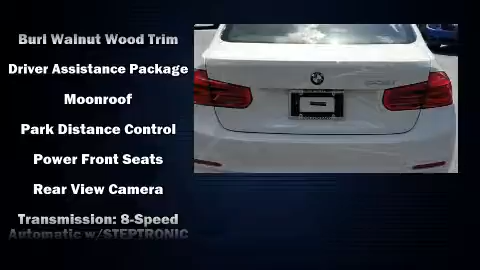 Burl Walnut Wood Trim
Driver Assistance Package
Moonroof
Park Distance Control
Power Front Seats
Rear View Camera
Transmission: 8-Speed
Automatic w/STEPTRONIC